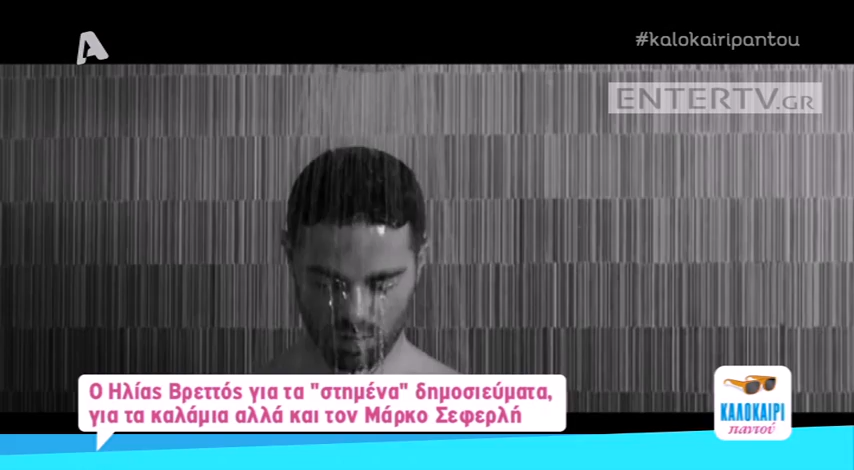 #kalokairipantou
ENTERTV.GR
Ο Ηλίας Βρεττός για τα "στημένα" δημοσιεύματα,
για τα καλάμια αλλά και τον Μάρκο Σεφερλή
ΚΑΛΟΚΑΙΡΙ
παντού